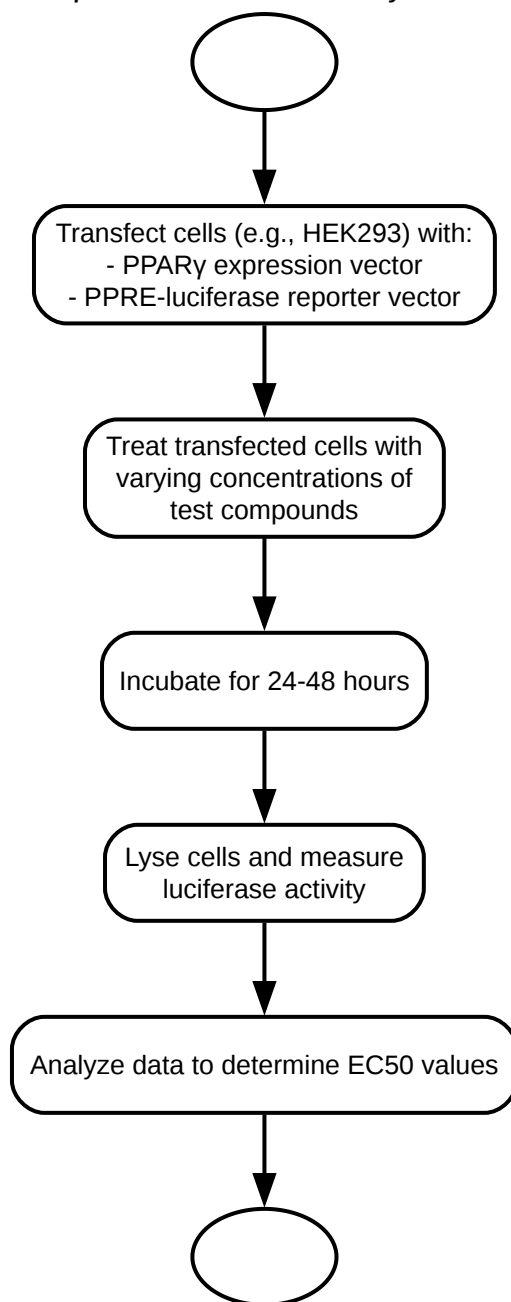 Transfect cells (e.g., HEK293) with:
- PPARγ expression vector
- PPRE-luciferase reporter vector
Treat transfected cells with
varying concentrations of
test compounds
Incubate for 24-48 hours
Lyse cells and measure
luciferase activity
Analyze data to determine EC50 values